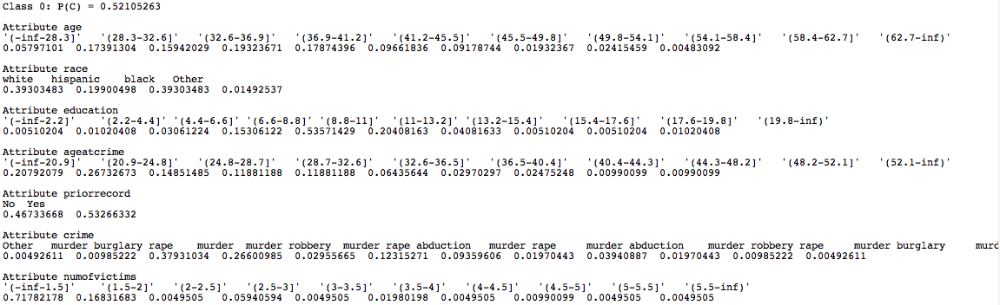 Class 0: P(C) = 0.52105263
Attribute age
'(-inf-28.3]' '(28.3-32.6]' '(32.6-36.9]' '(36.9-41.2]' '(41.2-45.5]' '(45.5-49.8]' '(49.8-54.1]' '(54.1-58.4]' '(58.4-62.7]' '(62.7-inf)'
0.05797101 0.17391304 0.15942029 0.19323671 0.17874396 0.09661836 0.09178744 0.01932367 0.02415459 0.00483092
Attribute race
white hispanic black Other
0.39303483 0.19900498 0.39303483 0.01492537
Attribute education
'(-inf-2.2]' '(2.2-4.4]' '(4.4-6.6]' '(6.6-8.8]' '(8.8-11]' '(11-13.2]' '(13.2-15.4]' '(15.4-17.6]' '(17.6-19.8]' '(19.8-inf)'
0.00510204 0.01020408 0.03061224 0.15306122 0.53571429 0.20408163 0.04081633 0.00510204 0.00510204 0.01020408
Attribute ageatcrime
'(-inf-20.9]' '(20.9-24.8]' '(24.8-28.7]' '(28.7-32.6]' '(32.6-36.5]' '(36.5-40.4]' '(40.4-44.3]' '(44.3-48.2]' '(48.2-52.1]' '(52.1-inf)'
0.20792079 0.26732673 0.14851485 0.11881188 0.11881188 0.06435644 0.02970297 0.02475248 0.00990099 0.00990099
Attribute priorrecord
No Yes
0.46733668 0.53266332
Attribute crime
Other murder burglary rape murder murder robbery murder rape abduction murder rape murder abduction murder robbery rape murder burglary murd
0.00492611 0.00985222 0.37931034 0.26600985 0.02955665 0.12315271 0.09359606 0.01970443 0.03940887 0.01970443 0.00985222 0.00492611
Attribute numofvictims
'(-inf-1.5]' '(1.5-2]' '(2-2.5]' '(2.5-3]' '(3-3.5]' '(3.5-4]' '(4-4.5]' '(4.5-5]' '(5-5.5]' '(5.5-inf)'
0.71782178 0.16831683 0.0049505 0.05940594 0.0049505 0.01980198 0.0049505 0.00990099 0.0049505 0.0049505